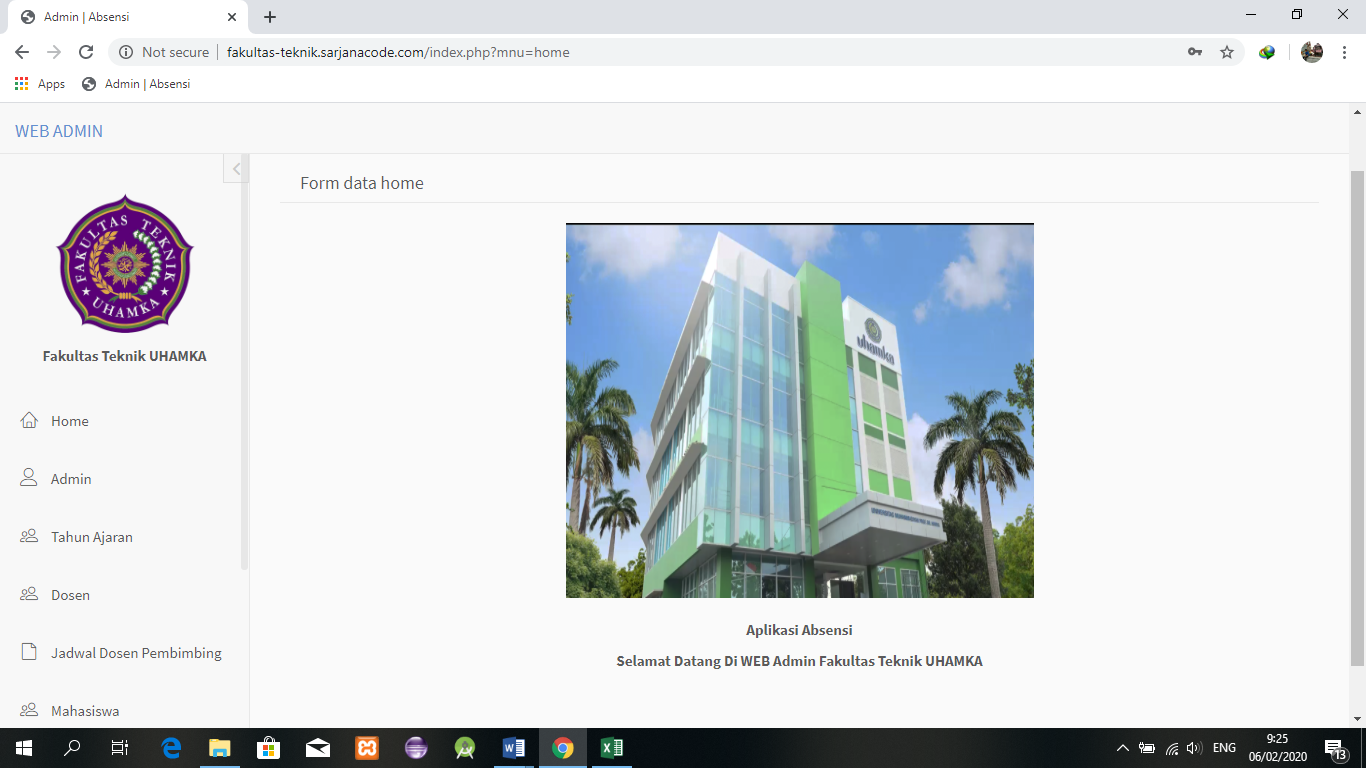 Admin | Absensi
Not secure
fakultas-teknik.sarjanacode.com/index.php?mnu=home
Apps
Admin | Absensi
WEB ADMIN
Form data home
FAKULTAS TEKNIK
UHAMKA
Fakultas Teknik UHAMKA
Home
Admin
Tahun Ajaran
Dosen
Jadwal Dosen Pembimbing
Mahasiswa
uhamka
Aplikasi Absensi
Selamat Datang Di WEB Admin Fakultas Teknik UHAMKA
ENG
9:25
06/02/2020
13